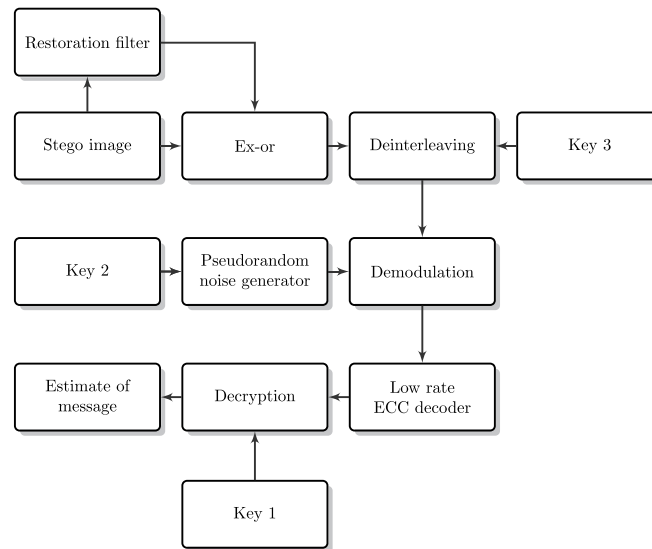 Restoration filter
Stego image
Ex-or
Deinterleaving
Key 3
Key 2
Pseudorandom
noise generator
Demodulation
Estimate of
message
Decryption
Low rate
ECC decoder
Key 1